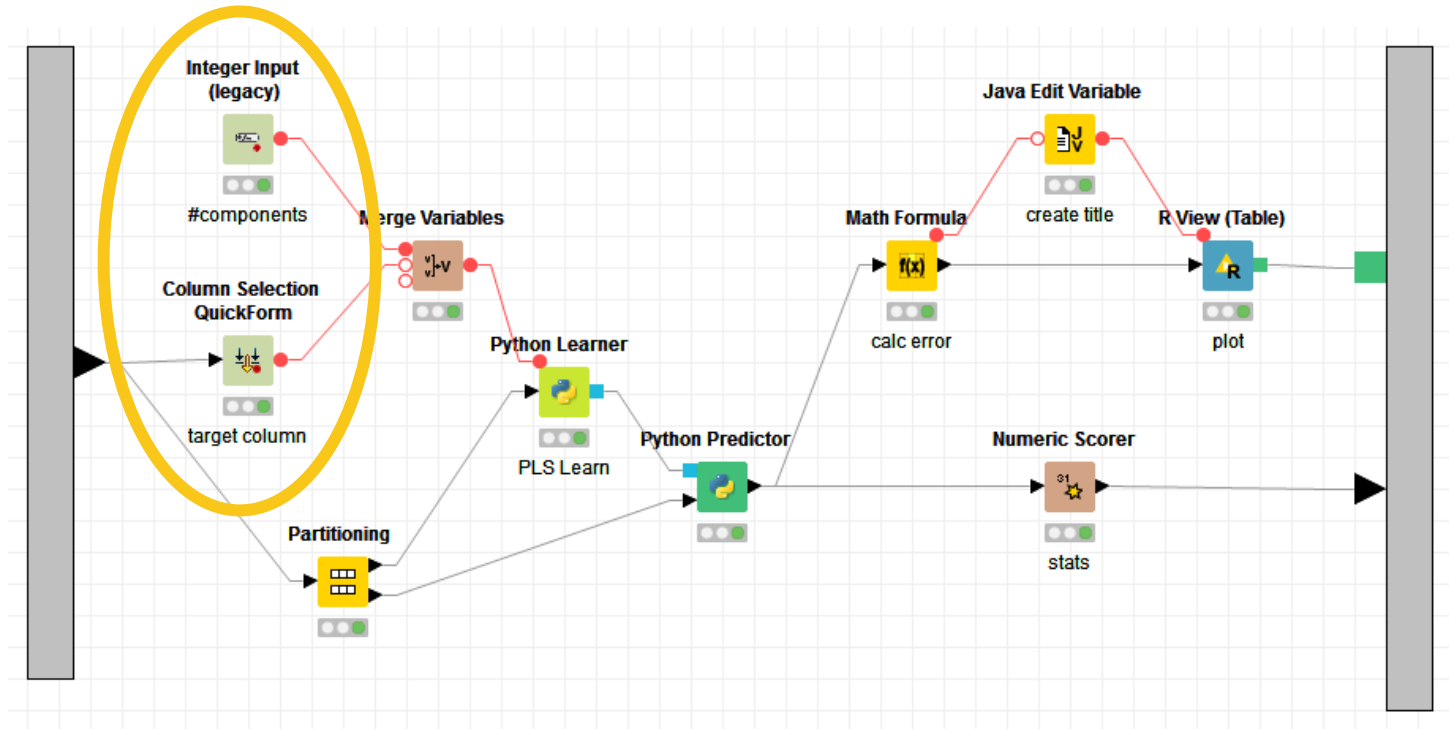 Integer Input
(legacy)
#components
Column Selection
QuickForm
target column
Merge Variables
V
V
V
Python Learner
PLS Learn
Partitioning
Python Predictor
Math Formula
f(x)
calc error
Java Edit Variable
J
V
create title
R View (Table)
R
plot
Numeric Scorer
31
stats